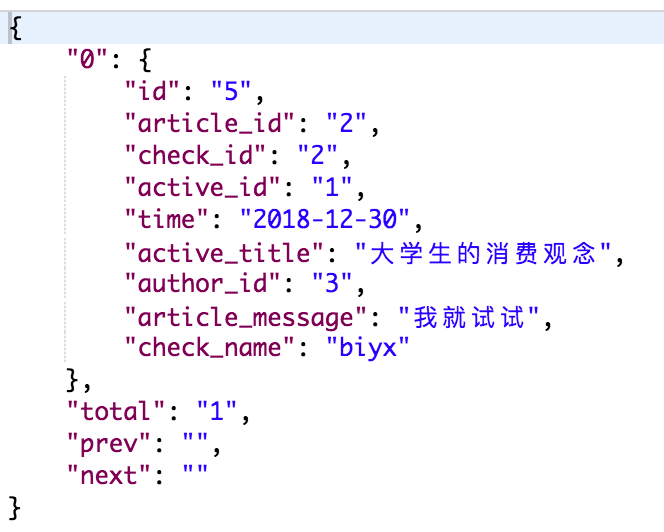 {
"0": {
"id": "5",
"article_id": "2",
"check_id": "2",
"active_id": "1",
"time": "2018-12-30",
"active_title": "大学生的消费观念",
"author_id": "3",
"article_message": "我就试试",
"check_name": "biyx"
},
"total": "1",
"prev": "",
"next": ""
}